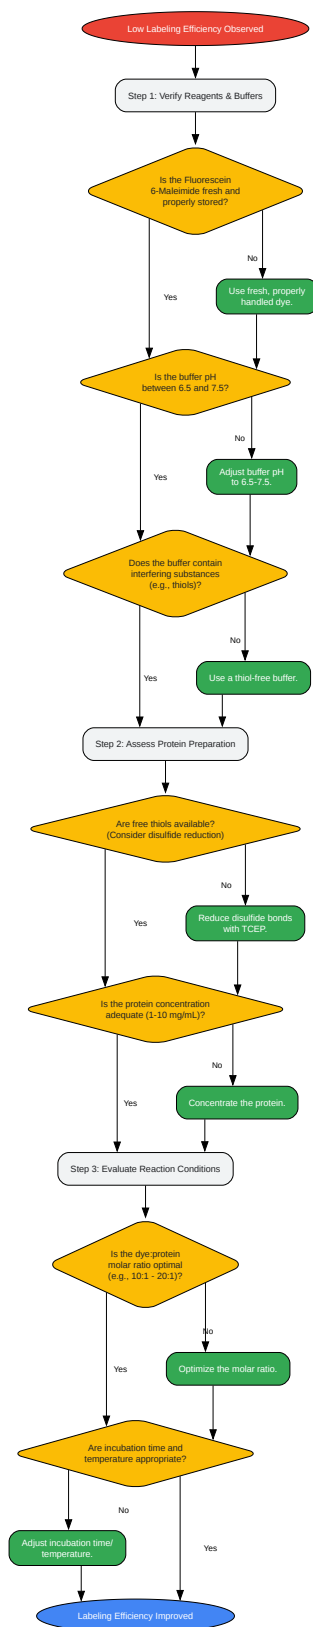 Low Labeling Efficiency Observed
Step 1: Verify Reagents & Buffers
Is the Fluorescein
6-Maleimide fresh and
properly stored?
No
Use fresh, properly
handled dye.
Yes
Is the buffer pH
between 6.5 and 7.5?
No
Adjust buffer pH
to 6.5-7.5.
Yes
Does the buffer contain
interfering substances
(e.g., thiols)?
No
Use a thiol-free buffer.
Yes
Step 2: Assess Protein Preparation
Are free thiols available?
(Consider disulfide reduction)
No
Reduce disulfide bonds
with TCEP.
Yes
Is the protein concentration
adequate (1-10 mg/mL)?
No
Concentrate the protein.
Yes
Step 3: Evaluate Reaction Conditions
Is the dye:protein
molar ratio optimal
(e.g., 10:1 - 20:1)?
No
Optimize the molar ratio.
Yes
Are incubation time and
temperature appropriate?
No
Adjust incubation time/
temperature.
Yes
Labeling Efficiency Improved